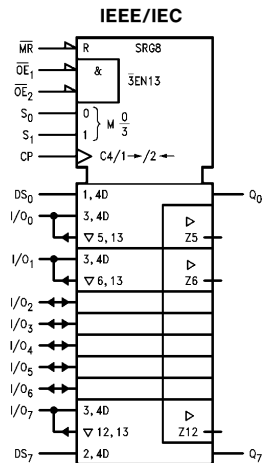 IEEE/IEC
MR R SRG8
OE1 &
3EN13
OE2
S0 0
M 0/3
S1 1
CP C4/1→/2←
DS0 1,4D Q0
I/O0 3,4D
▽5,13 ▷ Z5
I/O1 3,4D
▽6,13 ▷ Z6
I/O2
I/O3
I/O4
I/O5
I/O6
I/O7 3,4D
▽12,13 ▷ Z12
DS7 2,4D Q7